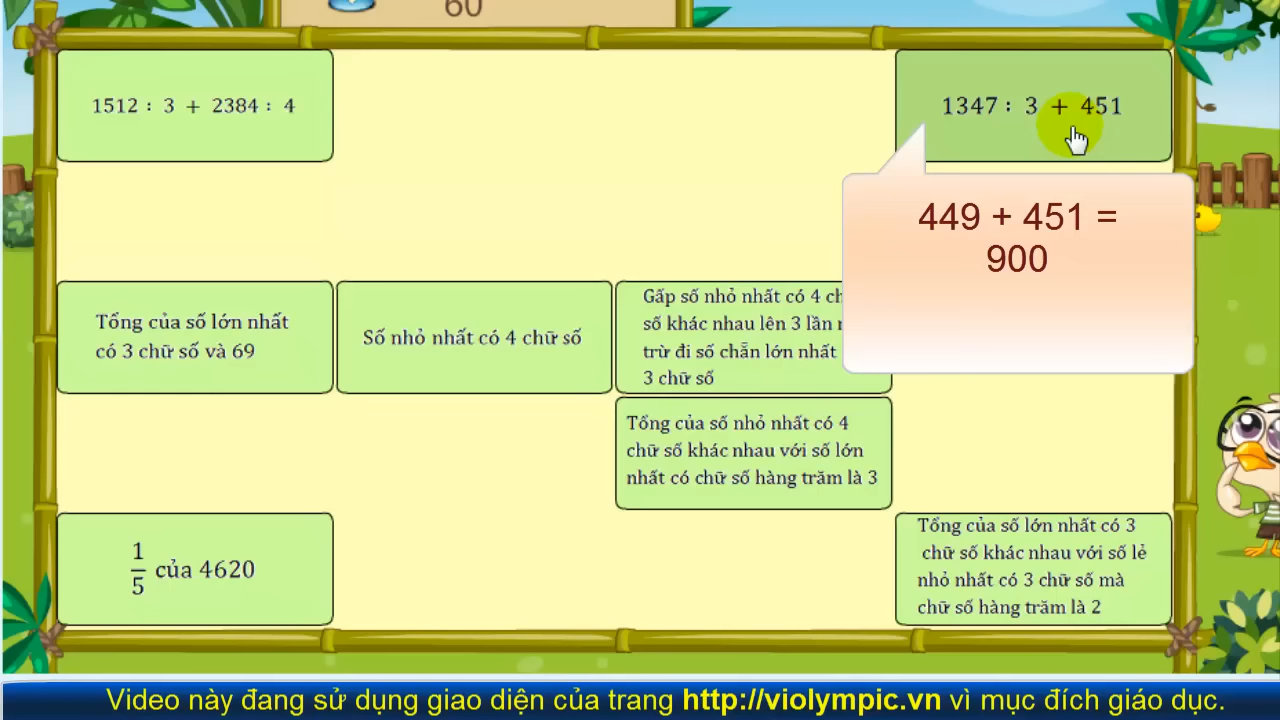 60
1512 : 3 + 2384 : 4
1347 : 3 + 451
449 + 451 =
900
Tổng của số lớn nhất
có 3 chữ số và 69
Số nhỏ nhất có 4 chữ số
Gấp số nhỏ nhất có 4
số khác nhau lên 3 lần
trừ đi số chẵn lớn nhất
3 chữ số
Tổng của số nhỏ nhất có 4
chữ số khác nhau với số lớn
nhất có chữ số hàng trăm là 3
1
5
của 4620
Tổng của số lớn nhất có 3
chữ số khác nhau với số lẻ
nhỏ nhất có 3 chữ số mà
chữ số hàng trăm là 2
Video này đang sử dụng giao diện của trang http://violympic.vn vì mục đích giáo dục.